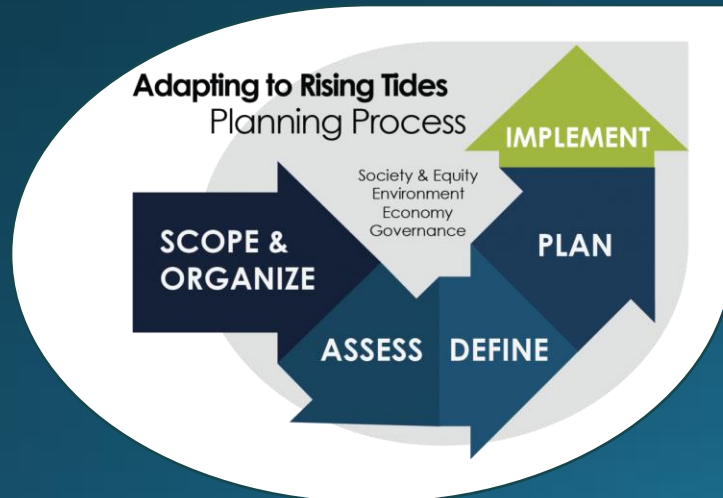 Adapting to Rising Tides
Planning Process
Society & Equity
Environment
Economy
Governance
SCOPE &
ORGANIZE
ASSESS
DEFINE
PLAN
IMPLEMENT